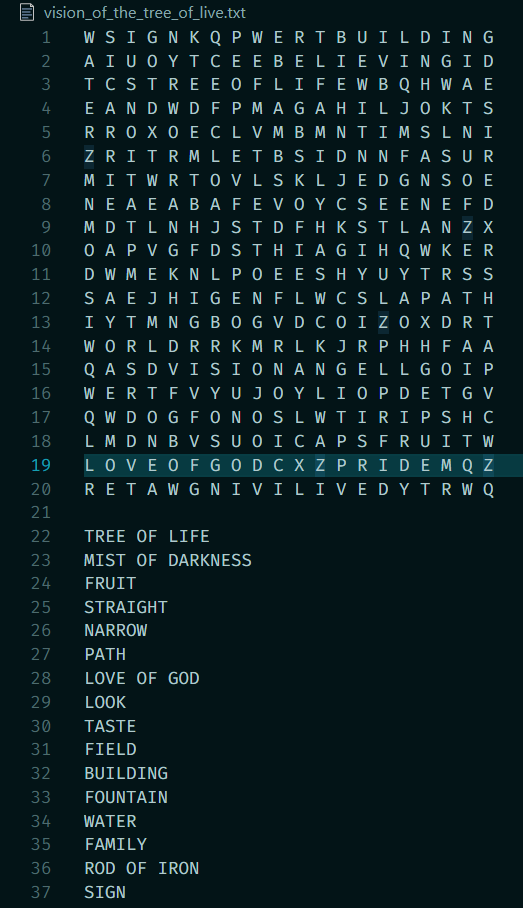 vision_of_the_tree_of_live.txt
1 W S I G N K Q P W E R T B U I L D I N G
2 A I U O Y T C E E B E L I E V I N G I D
3 T C S T R E E O F L I F E W B Q H W A E
4 E A N D W D F P M A G A H I L J O K T S
5 R R O X O E C L V M B M N T I M S L N I
6 Z R I T R M L E T B S I D N N F A S U R
7 M I T W R T O V L S K L J E D G N S O E
8 N E A E A B A F E V O Y C S E E N E F D
9 M D T L N H J S T D F H K S T L A N Z X
10 O A P V G F D S T H I A G I H Q W K E R
11 D W M E K N L P O E E S H Y U Y T R S S
12 S A E J H I G E N F L W C S L A P A T H
13 I Y T M N G B O G V D C O I Z O X D R T
14 W O R L D R R K M R L K J R P H H F A A
15 Q A S D V I S I O N A N G E L L G O I P
16 W E R T F V Y U J O Y L I O P D E T G V
17 Q W D O G F O N O S L W T I R I P S H C
18 L M D N B V S U O I C A P S F R U I T W
19 L O V E O F G O D C X Z P R I D E M Q Z
20 R E T A W G N I V I L I V E D Y T R W Q
21
22 TREE OF LIFE
23 MIST OF DARKNESS
24 FRUIT
25 STRAIGHT
26 NARROW
27 PATH
28 LOVE OF GOD
29 LOOK
30 TASTE
31 FIELD
32 BUILDING
33 FOUNTAIN
34 WATER
35 FAMILY
36 ROD OF IRON
37 SIGN